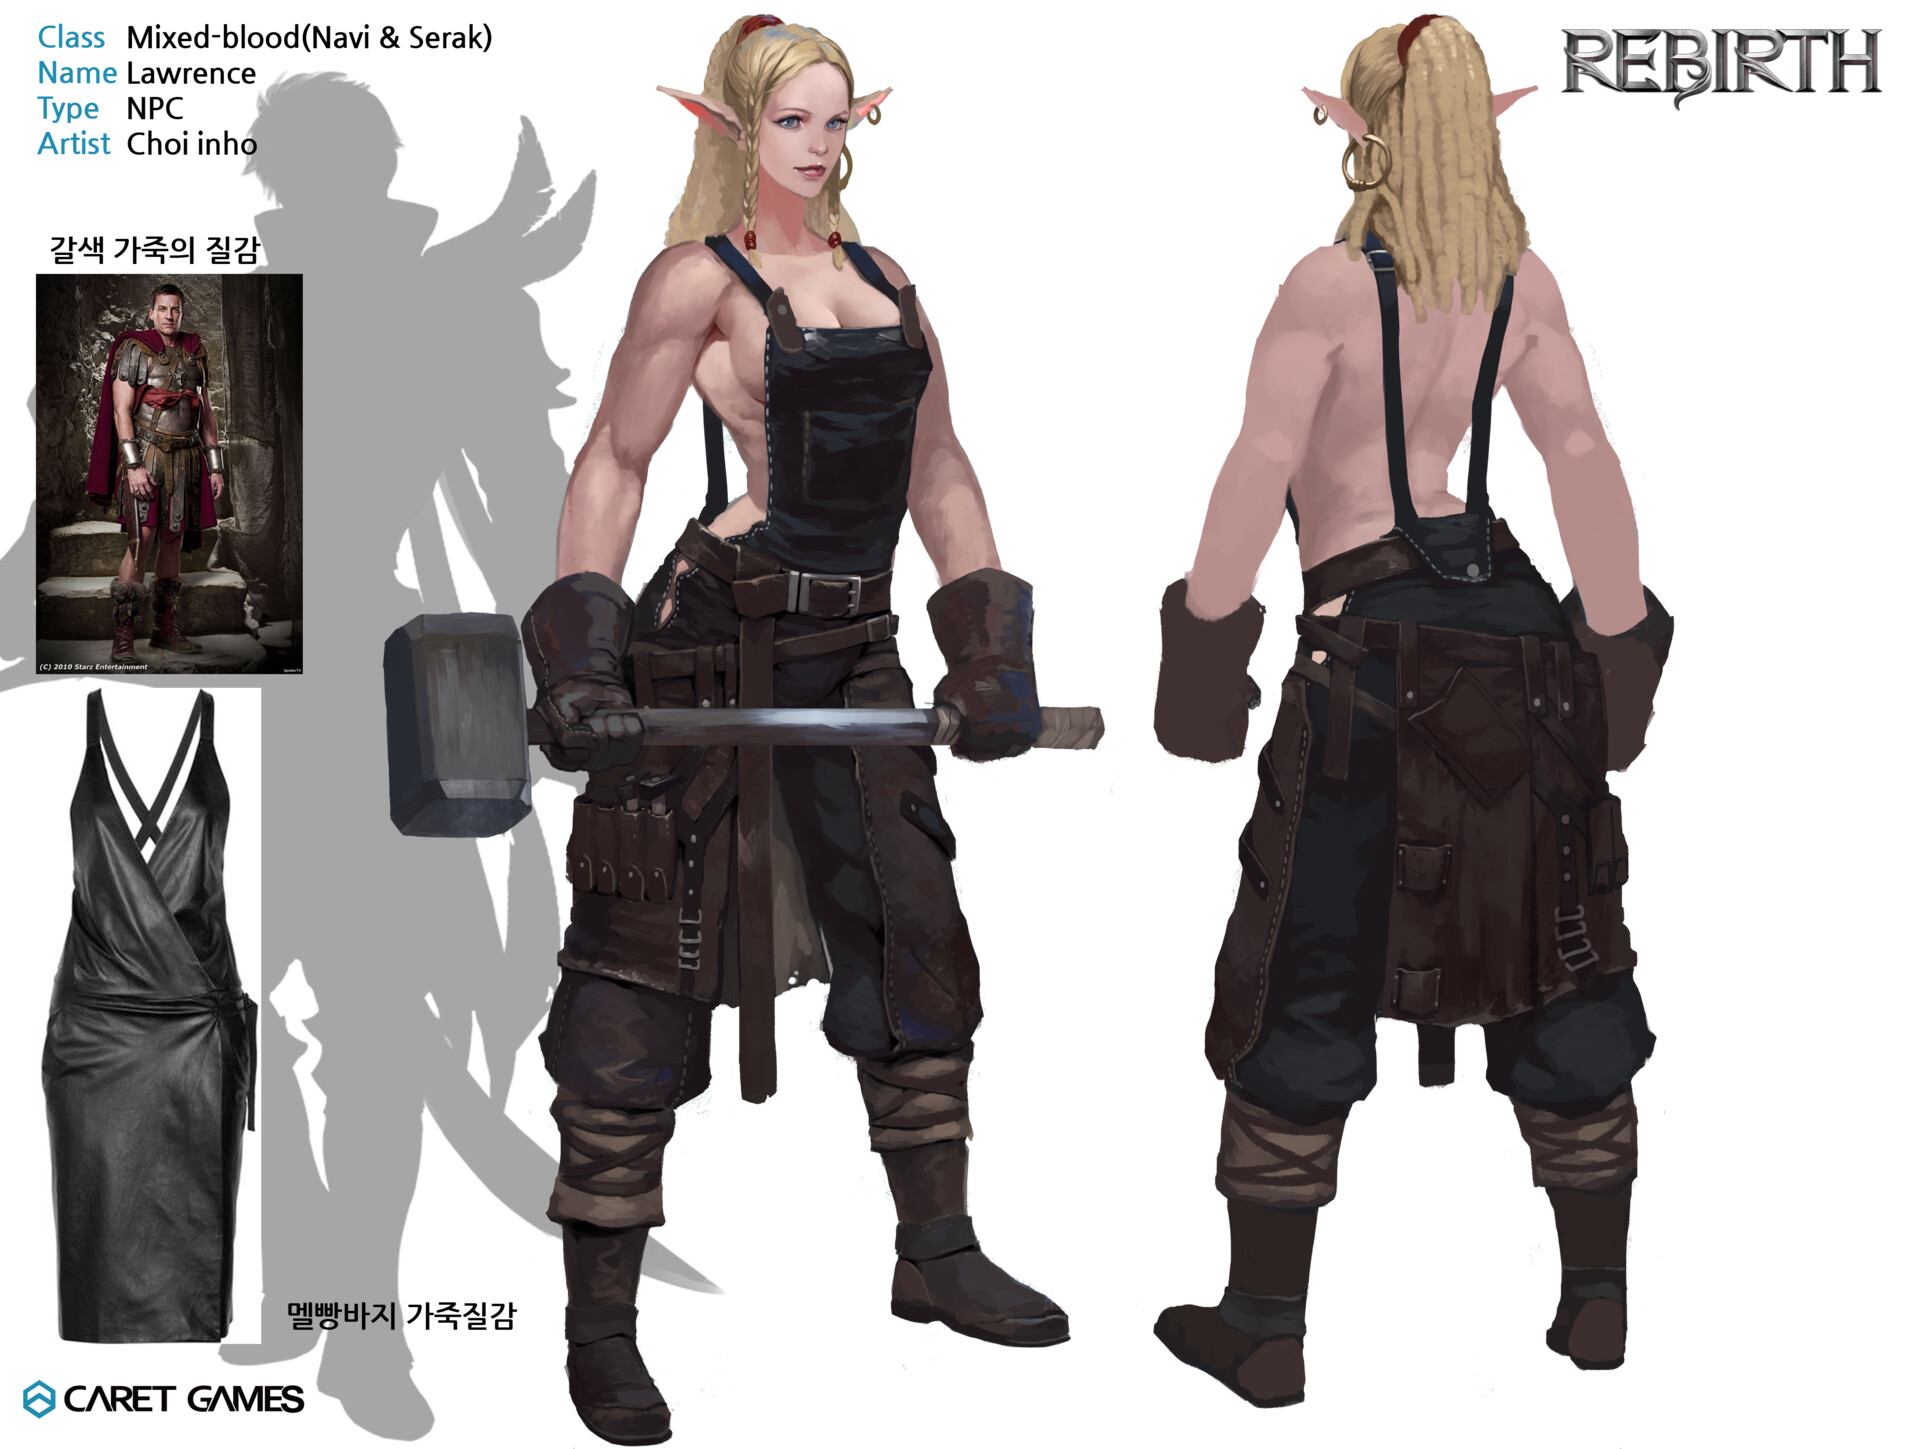 Class Mixed-blood(Navi & Serak)
Name Lawrence
Type NPC
Artist Choi inho
REBIRTH
갈색 가죽의 질감
(C) 2010 Starz Entertainment
멜빵바지 가죽질감
CARET GAMES